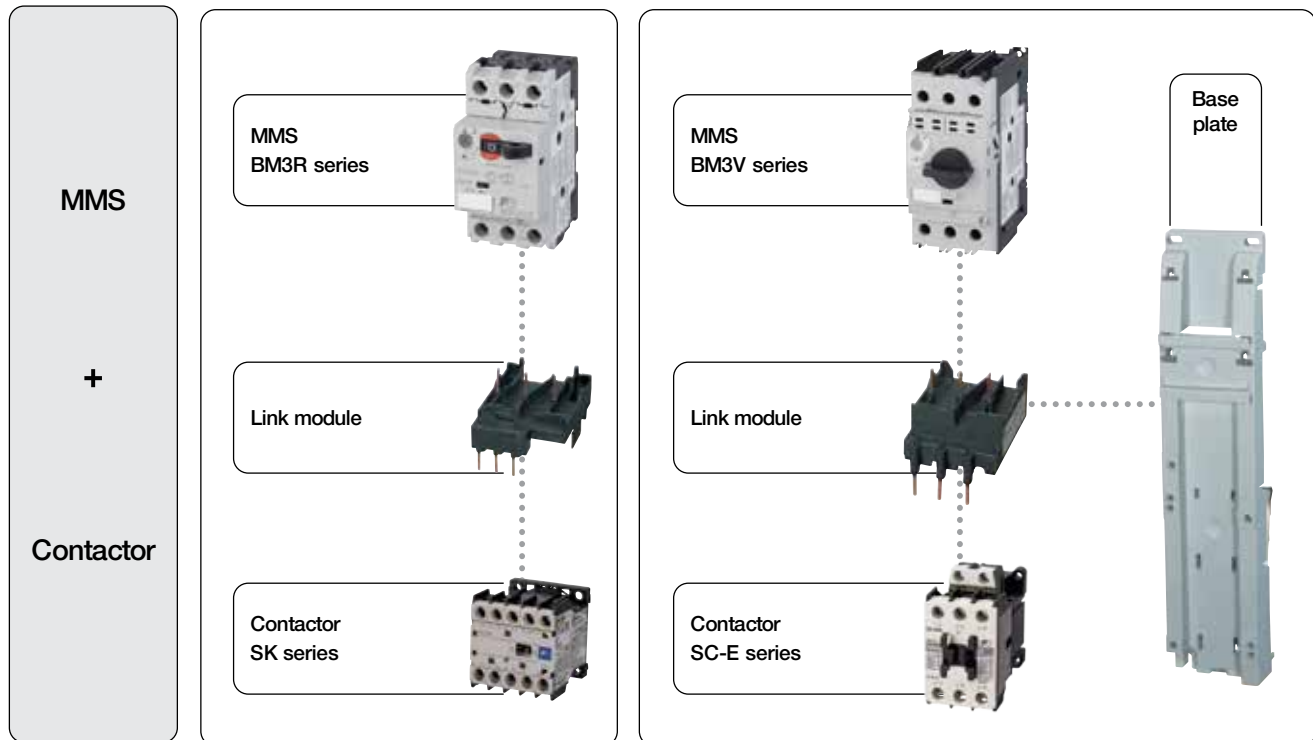 MMS
+
Contactor
MMS
BM3R series
Link module
Contactor
SK series
MMS
BM3V series
Link module
Contactor
SC-E series
Base
plate